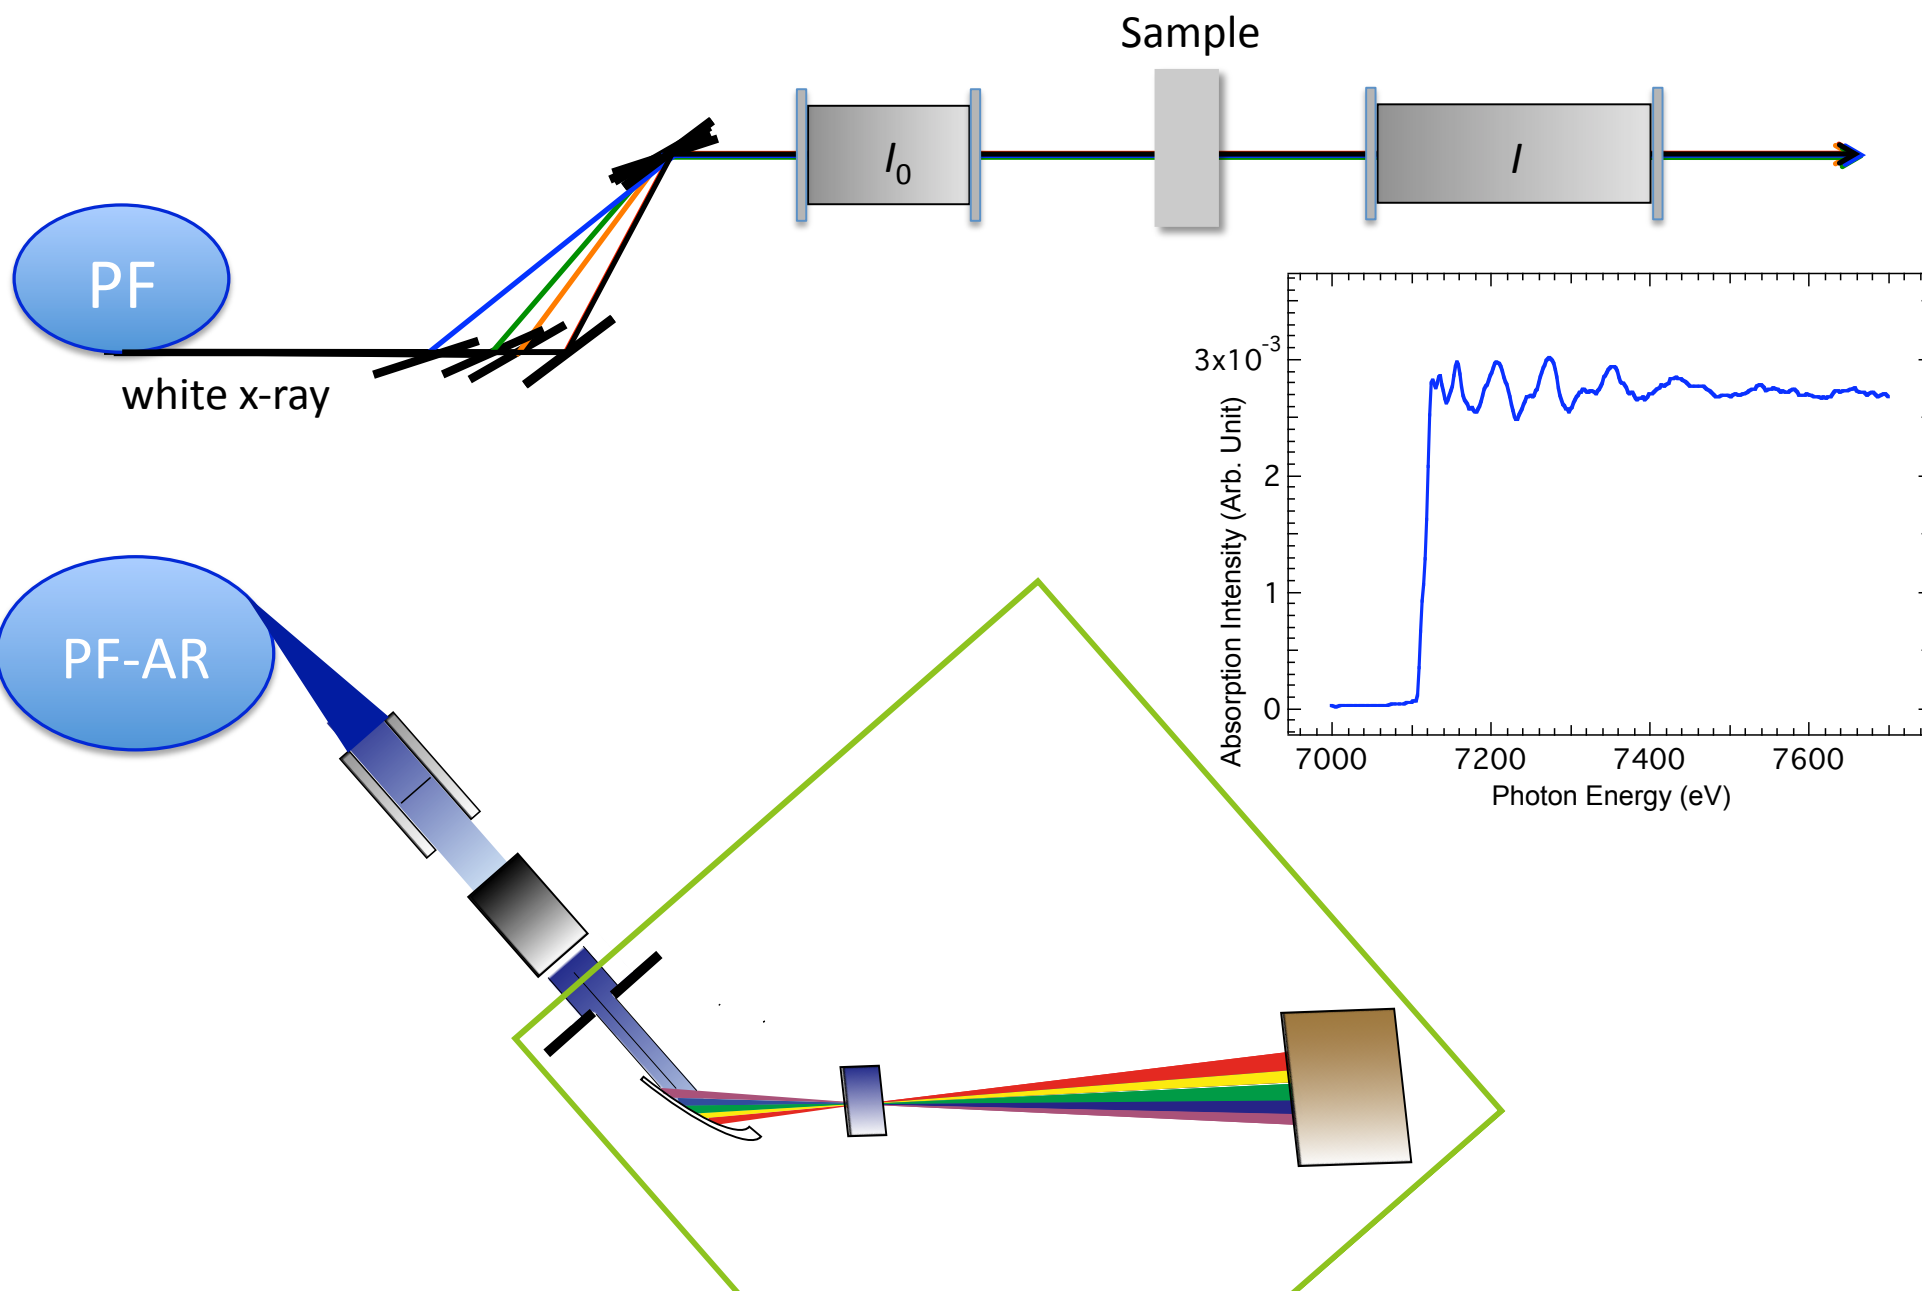 Sample
I0
I
PF
white x-ray
3x10-3
2
1
0
Absorption Intensity (Arb. Unit)
7000 7200 7400 7600
Photon Energy (eV)
PF-AR